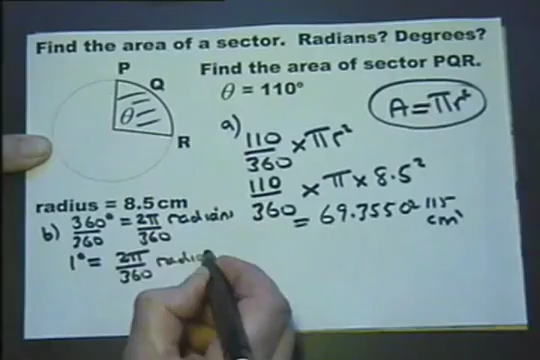 Find the area of a sector. Radians? Degrees?
P
Q
θ
R
Find the area of sector PQR.
θ = 110°
A = πr²
a) 110/360 × πr²
110/360 × π × 8.5²
= 69.3550
cm²
radius = 8.5cm
b) 360°/360 = 2π/360 radians
1° = 2π/360